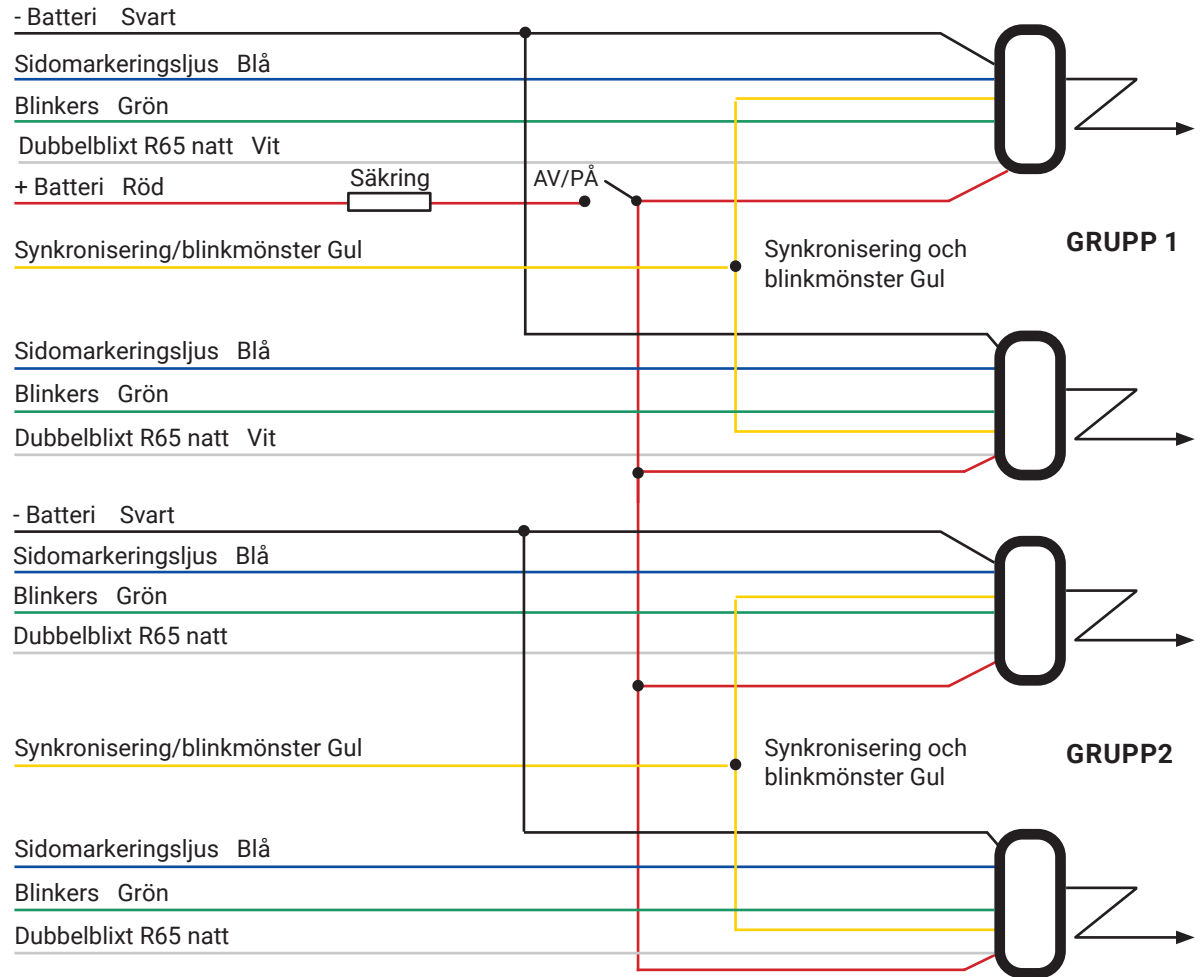 - Batteri Svart
Sidomarkeringsljus Blå
Blinkers Grön
Dubbelblixt R65 natt Vit
+ Batteri Röd
Säkring
AV/PÅ
Synkronisering/blinkmönster Gul
Synkronisering och
blinkmönster Gul
GRUPP 1
Sidomarkeringsljus Blå
Blinkers Grön
Dubbelblixt R65 natt Vit
- Batteri Svart
Sidomarkeringsljus Blå
Blinkers Grön
Dubbelblixt R65 natt
Synkronisering/blinkmönster Gul
Synkronisering och
blinkmönster Gul
GRUPP2
Sidomarkeringsljus Blå
Blinkers Grön
Dubbelblixt R65 natt